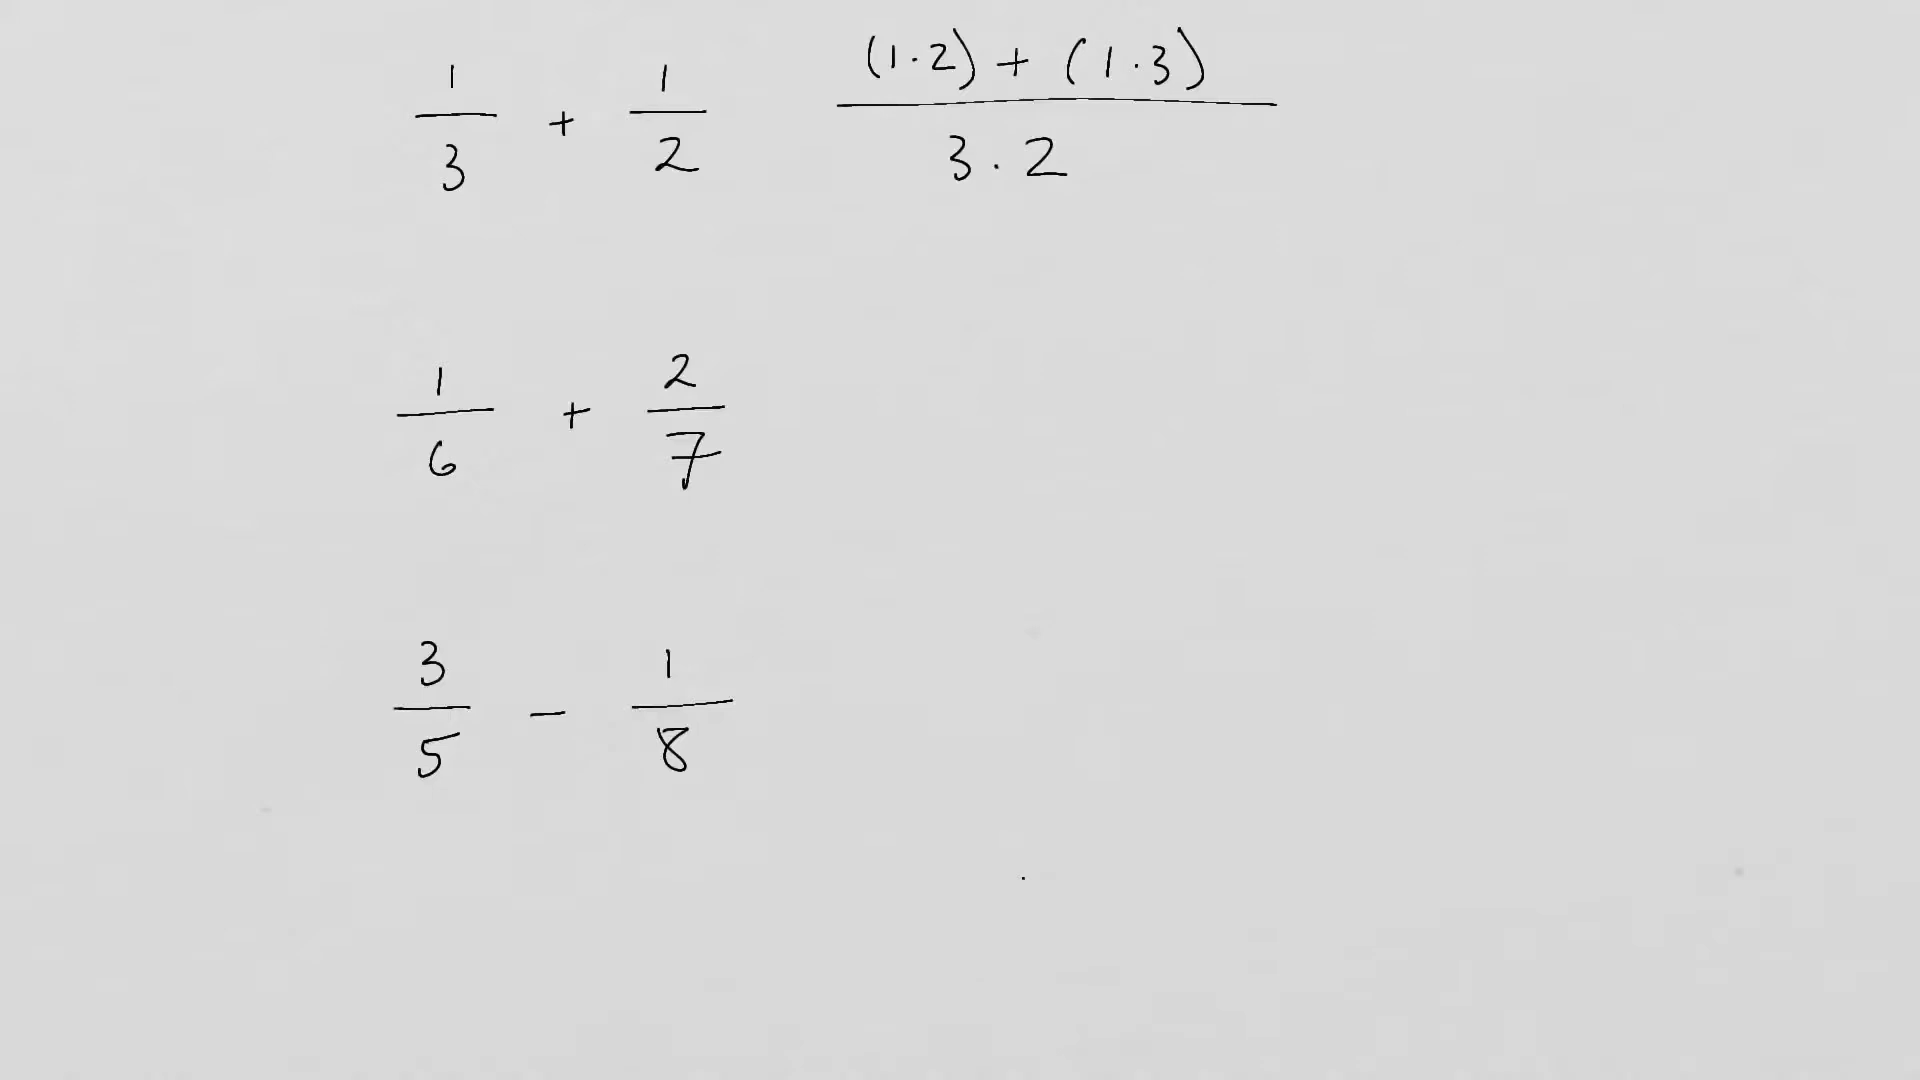 1/3 + 1/2 ((1·2) + (1·3))/(3·2)
1/6 + 2/7
3/5 - 1/8